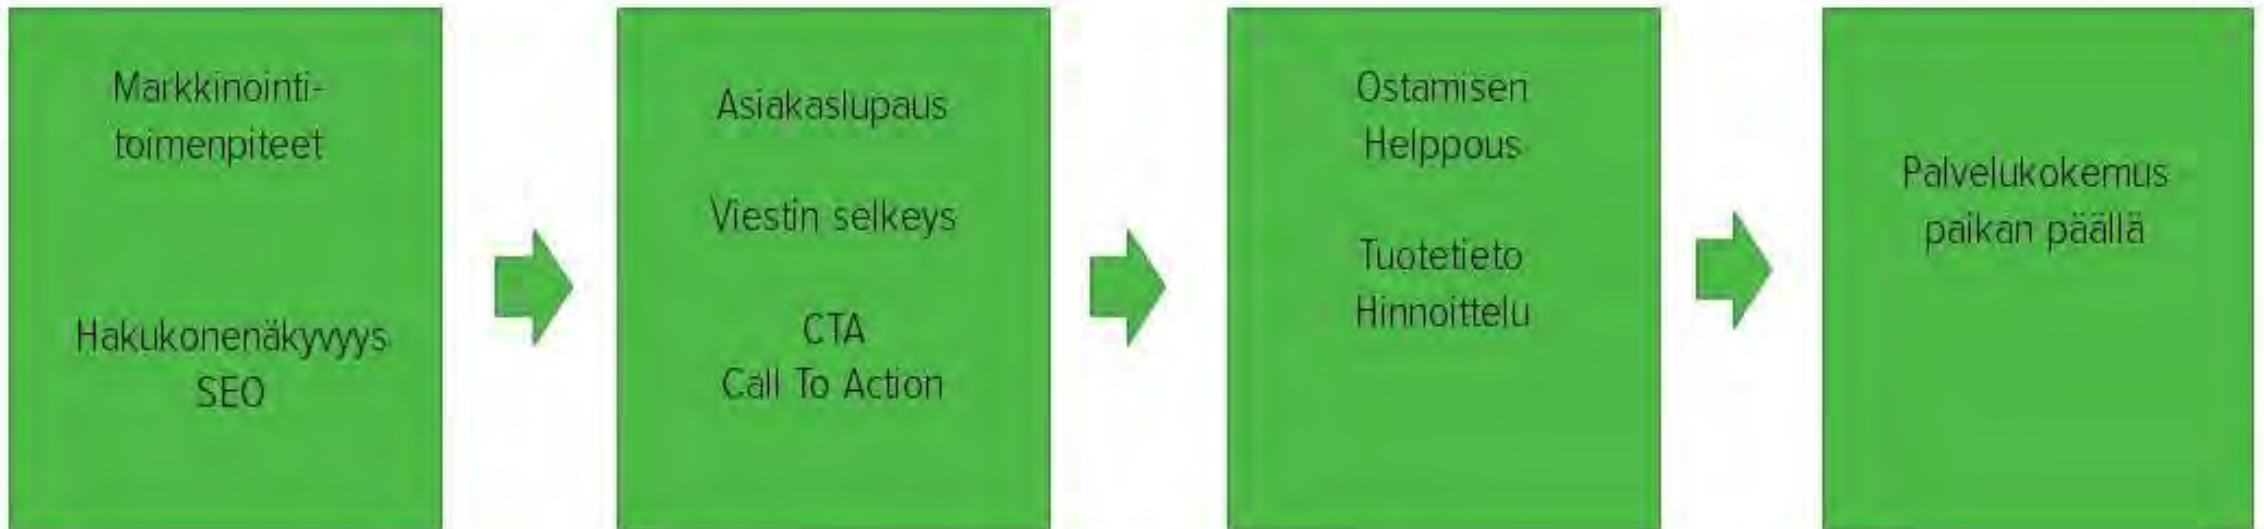 Markkinointi-
toimenpiteet
Hakukonenäkyvyys
SEO
Asiakaslupaus
Viestin selkeys
CTA
Call To Action
Ostamisen
Helppous
Tuotetieto
Hinnoittelu
Palvelukokemus
paikan päällä